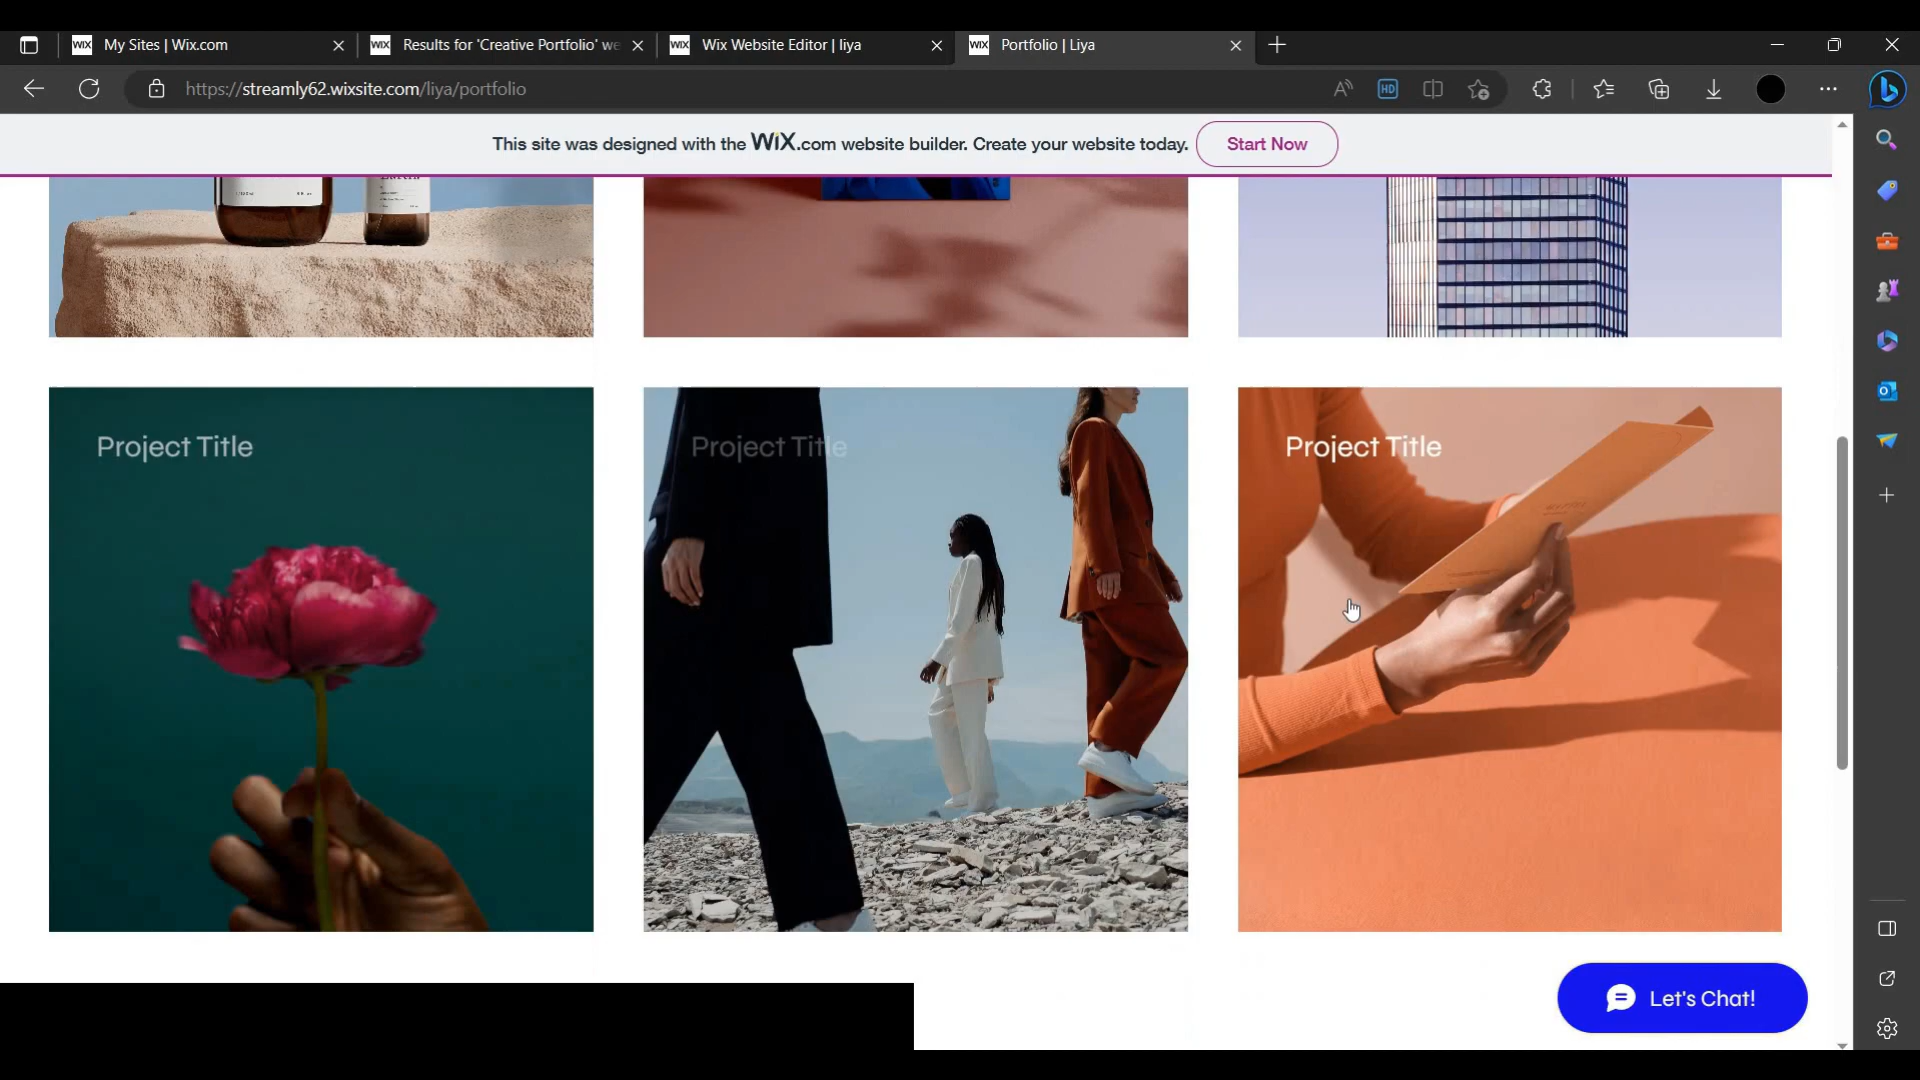 My Sites | Wix.com
Results for 'Creative Portfolio' we
Wix Website Editor | liya
Portfolio | Liya
https://streamly62.wixsite.com/liya/portfolio
HD
This site was designed with the WiX.com website builder. Create your website today.
Start Now
Project Title
Project Title
Project Title
Let's Chat!